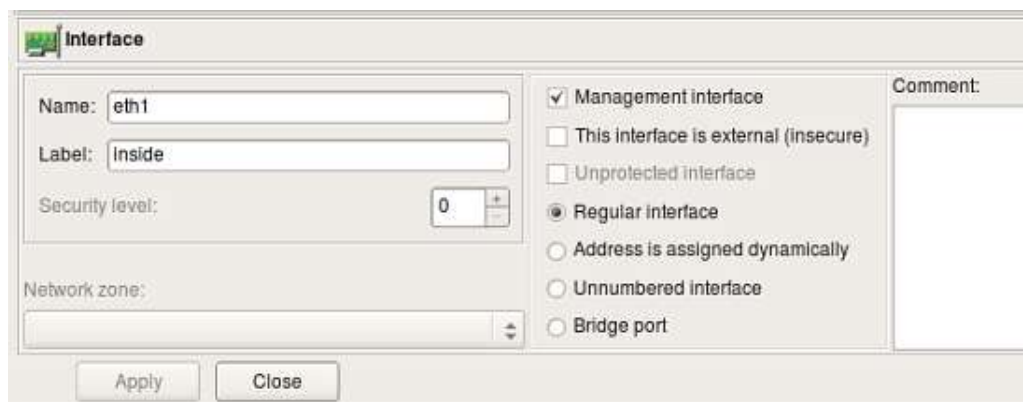 Interface
Name: eth1
Label: inside
Security level: 0
Network zone:
Management interface
This interface is external (insecure)
Unprotected interface
Regular interface
Address is assigned dynamically
Unnumbered interface
Bridge port
Comment:
Apply
Close